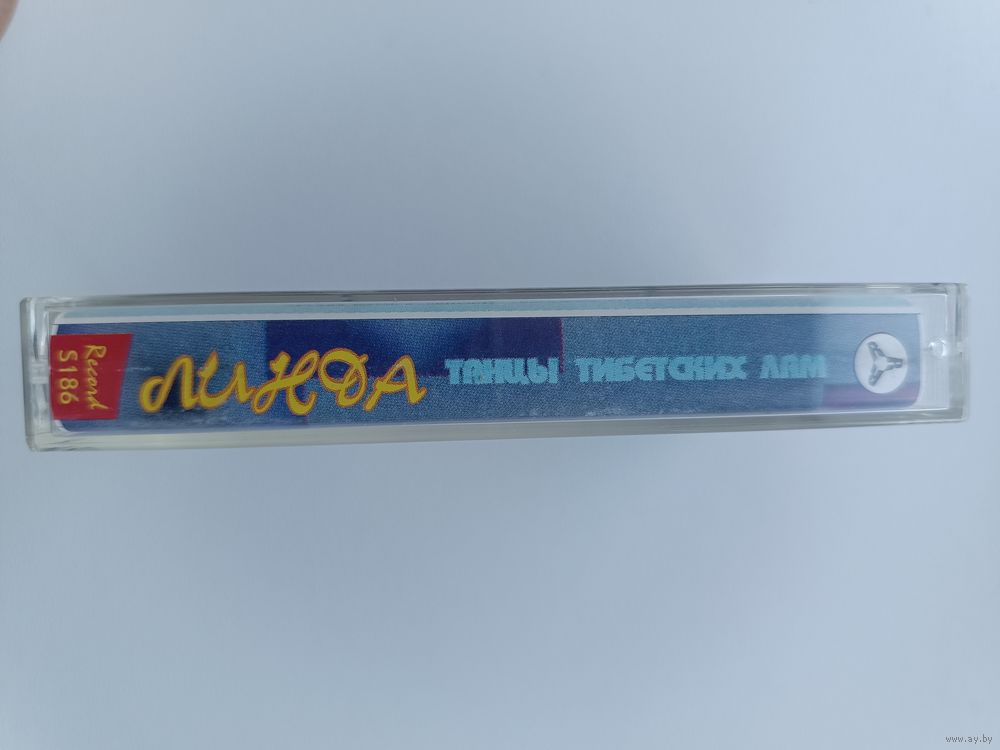 Record
S186
ЛИНДА
ТАНЦЫ ТИБЕТСКИХ ЛАМ
www.ay.by